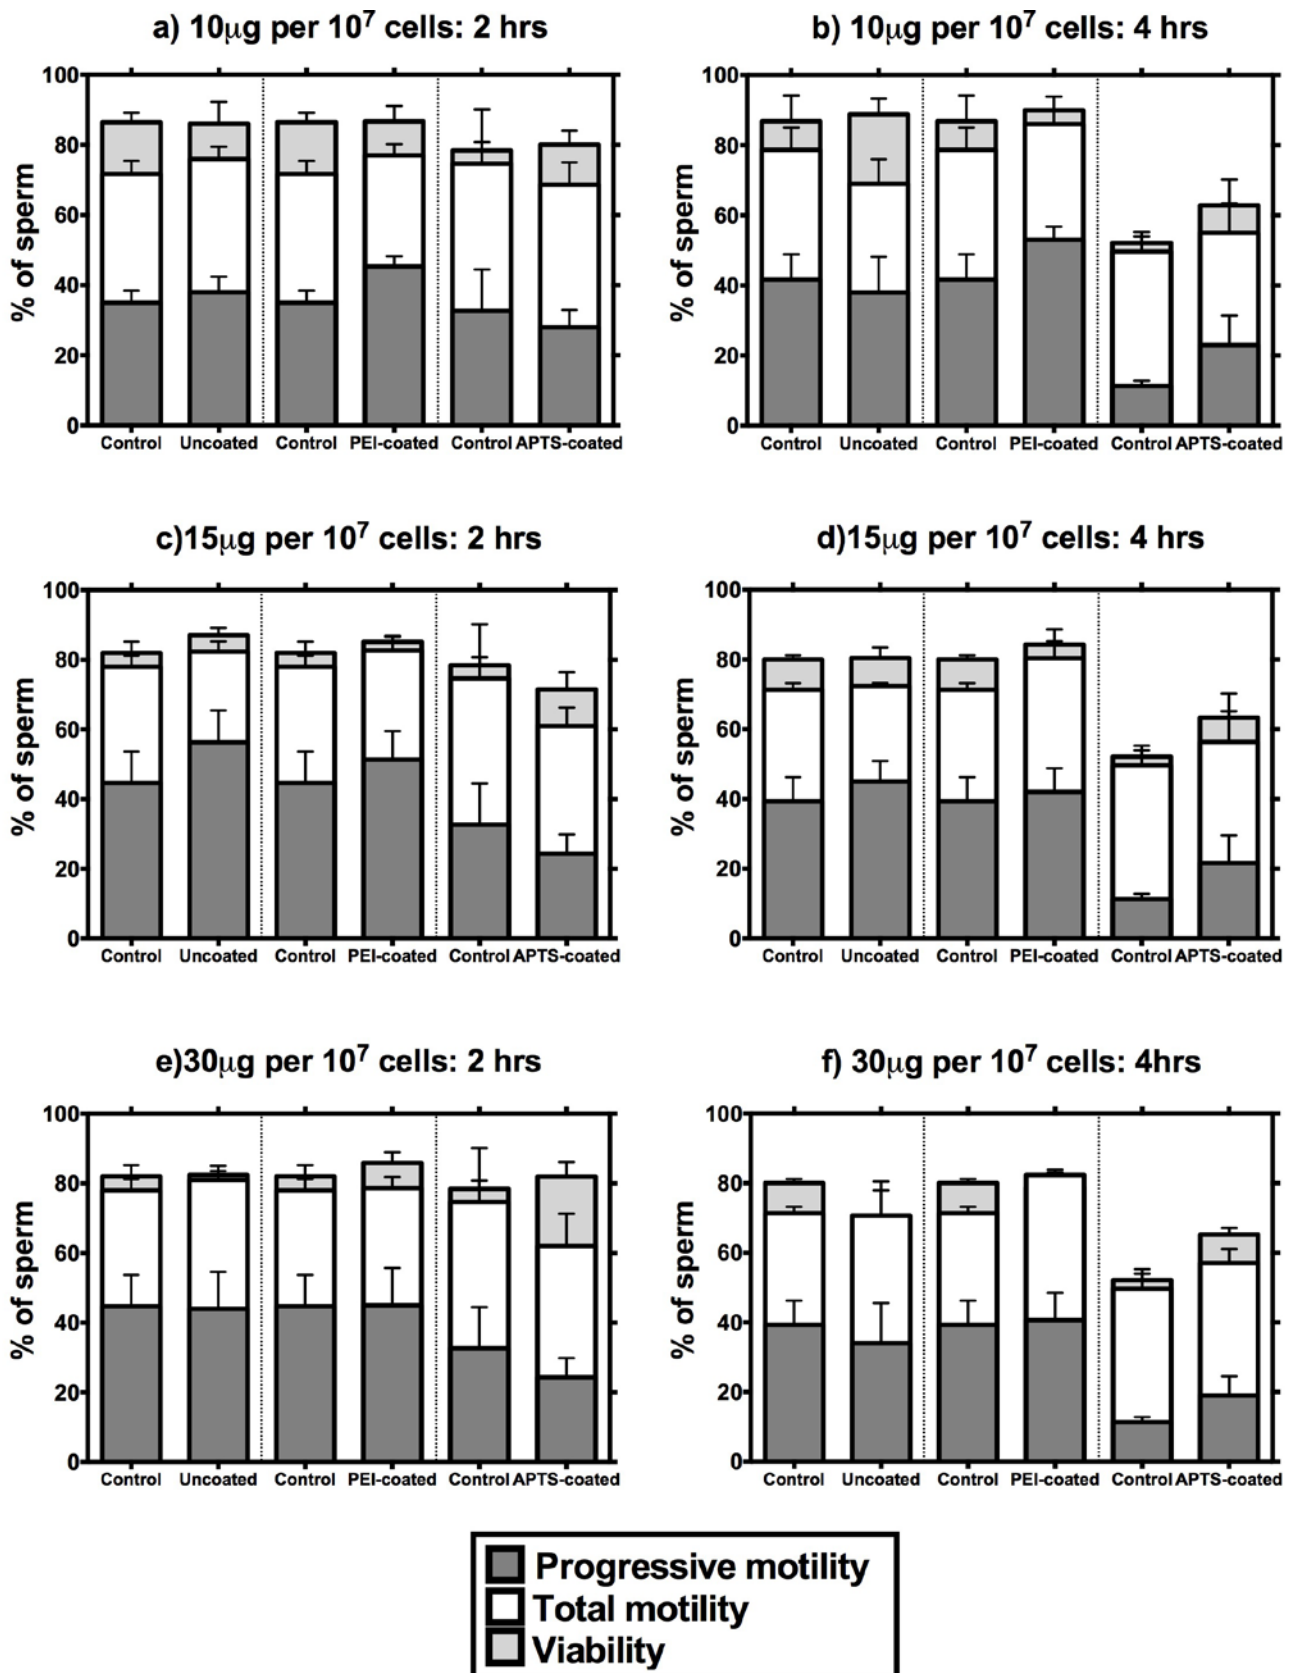 a) 10μg per 10⁷ cells: 2 hrs
% of sperm
100
80
60
40
20
0
Control Uncoated Control PEI-coated Control APTS-coated
b) 10μg per 10⁷ cells: 4 hrs
% of sperm
100
80
60
40
20
0
Control Uncoated Control PEI-coated Control APTS-coated
c)15μg per 10⁷ cells: 2 hrs
% of sperm
100
80
60
40
20
0
Control Uncoated Control PEI-coated Control APTS-coated
d)15μg per 10⁷ cells: 4 hrs
% of sperm
100
80
60
40
20
0
Control Uncoated Control PEI-coated Control APTS-coated
e)30μg per 10⁷ cells: 2 hrs
% of sperm
100
80
60
40
20
0
Control Uncoated Control PEI-coated Control APTS-coated
f) 30μg per 10⁷ cells: 4hrs
% of sperm
100
80
60
40
20
0
Control Uncoated Control PEI-coated Control APTS-coated
Progressive motility
Total motility
Viability